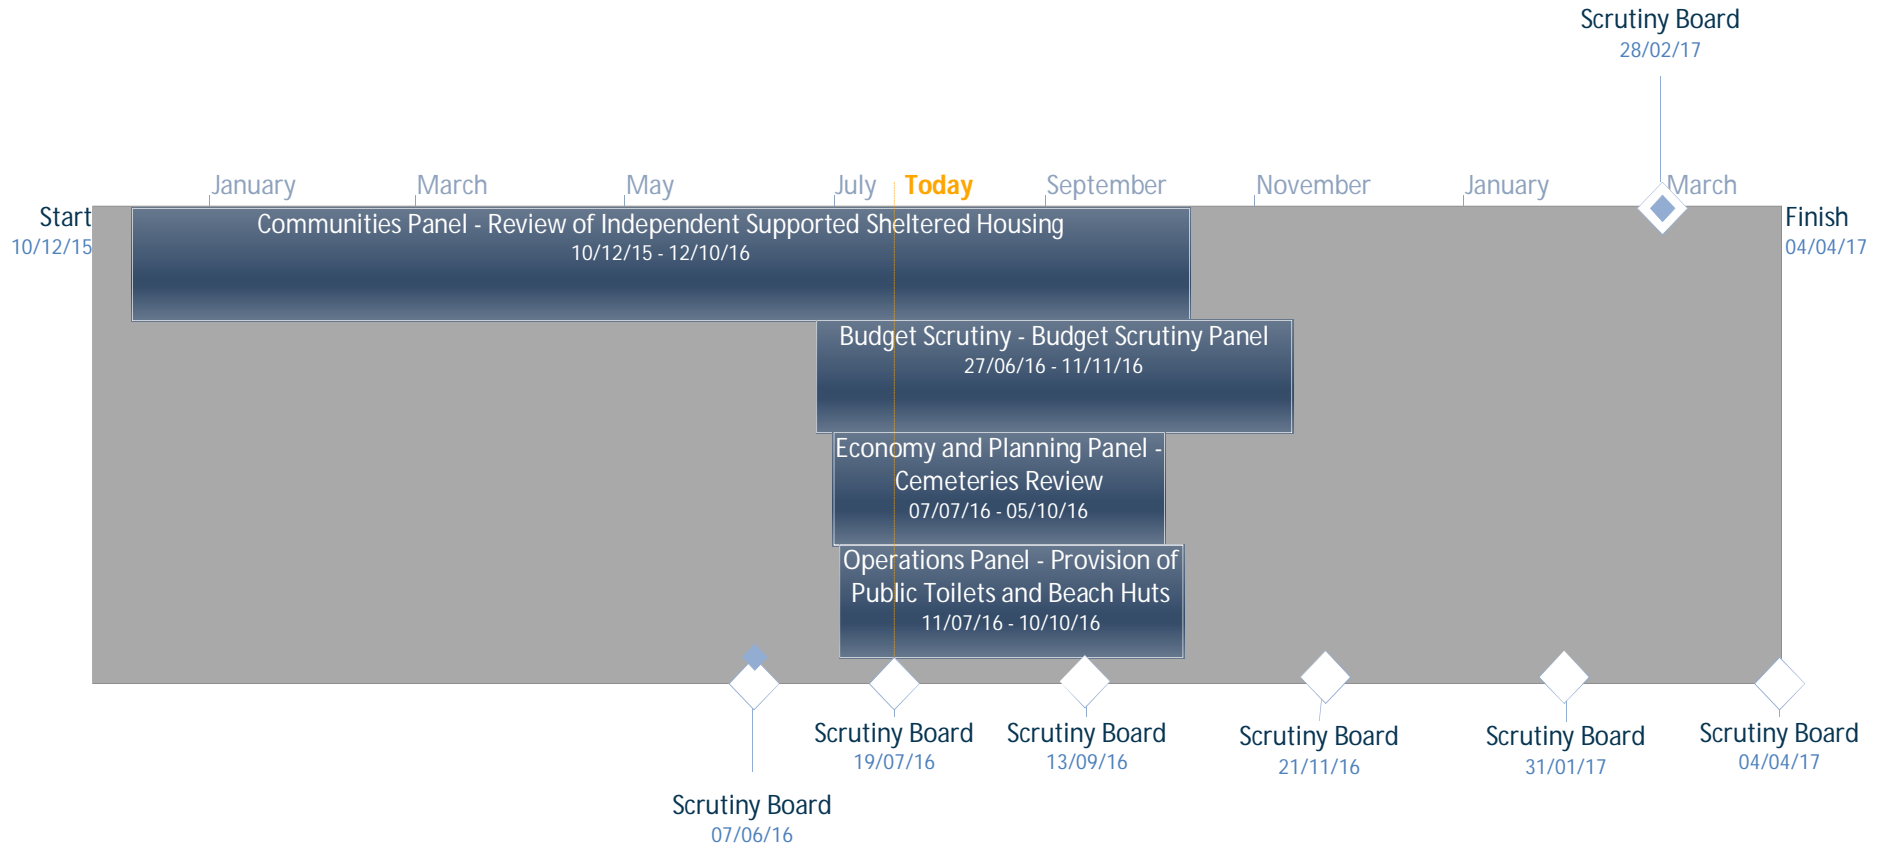 Scrutiny Board
28/02/17
January
March
May
July
Today
September
November
January
March
Start
10/12/15
Finish
04/04/17
Communities Panel - Review of Independent Supported Sheltered Housing
10/12/15 - 12/10/16
Budget Scrutiny - Budget Scrutiny Panel
27/06/16 - 11/11/16
Economy and Planning Panel -
Cemeteries Review
07/07/16 - 05/10/16
Operations Panel - Provision of
Public Toilets and Beach Huts
11/07/16 - 10/10/16
Scrutiny Board
19/07/16
Scrutiny Board
13/09/16
Scrutiny Board
21/11/16
Scrutiny Board
31/01/17
Scrutiny Board
04/04/17
Scrutiny Board
07/06/16